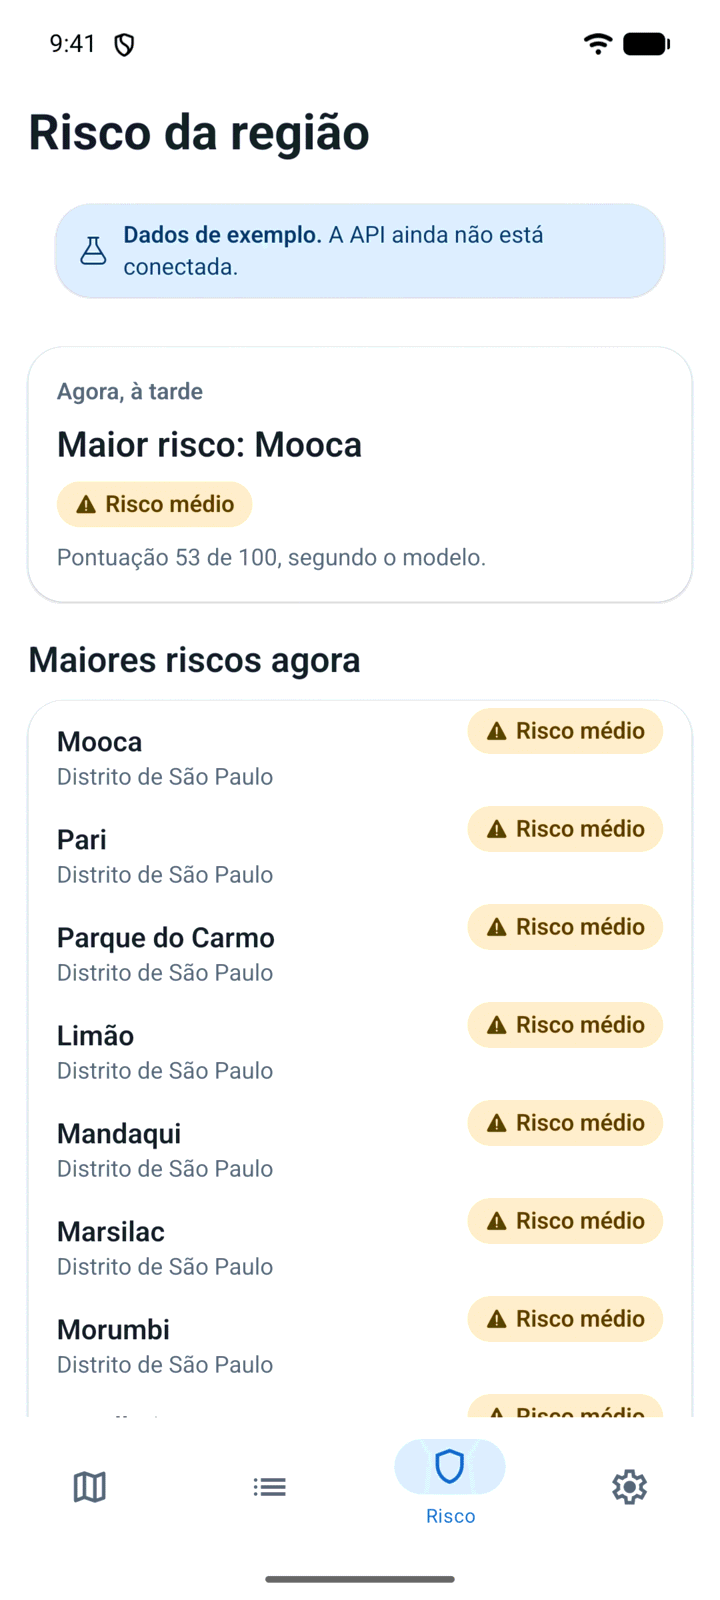 9:41
Risco da região
Dados de exemplo. A API ainda não está
conectada.
Agora, à tarde
Maior risco: Mooca
Risco médio
Pontuação 53 de 100, segundo o modelo.
Maiores riscos agora
Mooca
Risco médio
Distrito de São Paulo
Pari
Risco médio
Distrito de São Paulo
Parque do Carmo
Risco médio
Distrito de São Paulo
Limão
Risco médio
Distrito de São Paulo
Mandaqui
Risco médio
Distrito de São Paulo
Marsilac
Risco médio
Distrito de São Paulo
Morumbi
Risco médio
Distrito de São Paulo
Risco médio
Risco